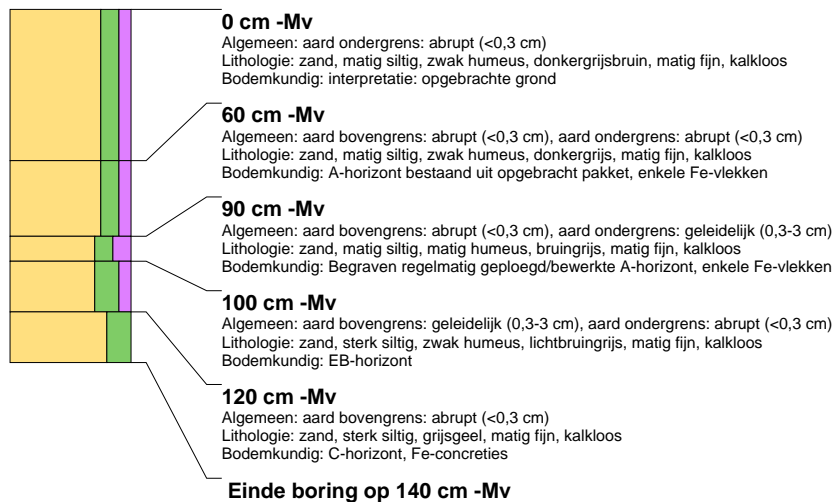 0 cm -Mv
Algemeen: aard ondergrens: abrupt (<0,3 cm)
Lithologie: zand, matig siltig, zwak humeus, donkergrijsbruin, matig fijn, kalkloos
Bodemkundig: interpretatie: opgebrachte grond
60 cm -Mv
Algemeen: aard bovengrens: abrupt (<0,3 cm), aard ondergrens: abrupt (<0,3 cm)
Lithologie: zand, matig siltig, zwak humeus, donkergrijs, matig fijn, kalkloos
Bodemkundig: A-horizont bestaand uit opgebracht pakket, enkele Fe-vlekken
90 cm -Mv
Algemeen: aard bovengrens: abrupt (<0,3 cm), aard ondergrens: geleidelijk (0,3-3 cm)
Lithologie: zand, matig siltig, matig humeus, bruingrijs, matig fijn, kalkloos
Bodemkundig: Begraven regelmatig geploegd/bewerkte A-horizont, enkele Fe-vlekken
100 cm -Mv
Algemeen: aard bovengrens: geleidelijk (0,3-3 cm), aard ondergrens: abrupt (<0,3 cm)
Lithologie: zand, sterk siltig, zwak humeus, lichtbruingrijs, matig fijn, kalkloos
Bodemkundig: EB-horizont
120 cm -Mv
Algemeen: aard bovengrens: abrupt (<0,3 cm)
Lithologie: zand, sterk siltig, grijsgeel, matig fijn, kalkloos
Bodemkundig: C-horizont, Fe-concreties
Einde boring op 140 cm -Mv